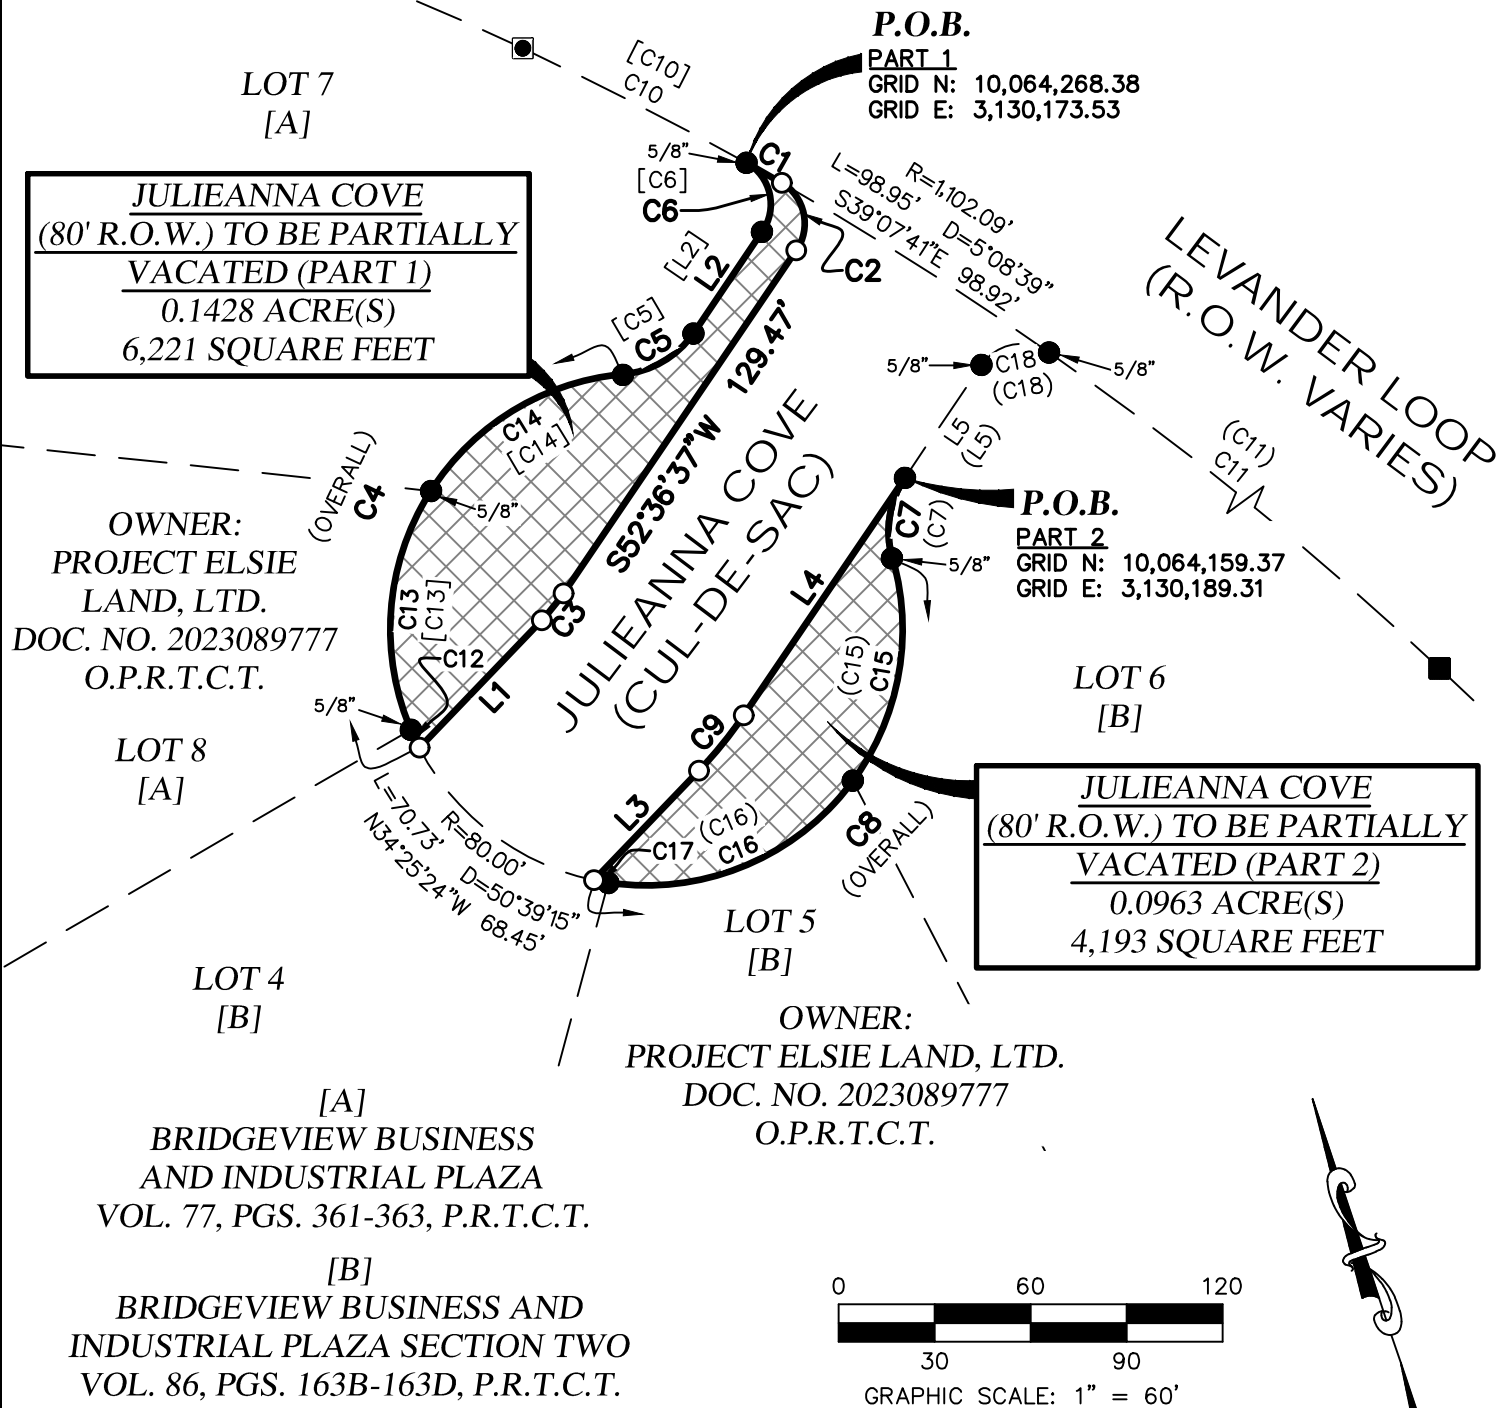 P.O.B.
PART 1
GRID N: 10,064,268.38
GRID E: 3,130,173.53
[C10]
C10
LOT 7
[A]
5/8"
C1
[C6]
C6
L=98.95' R=1,102.09'
S39°07'41"E D=5°08'39"
98.92'
JULIEANNA COVE
(80' R.O.W.) TO BE PARTIALLY
VACATED (PART 1)
0.1428 ACRE(S)
6,221 SQUARE FEET
[L2]
L2
C2
[C5]
C5
LEVANDER LOOP
(R.O.W. VARIES)
5/8"
C18
(C18)
5/8"
S52°36'37"W 129.47'
C14
[C14]
L5
(L5)
(C11)
C11
(OVERALL)
C4
5/8"
JULIEANNA COVE
(CUL-DE-SAC)
C7
(C7)
P.O.B.
PART 2
GRID N: 10,064,159.37
GRID E: 3,130,189.31
5/8"
OWNER:
PROJECT ELSIE
LAND, LTD.
DOC. NO. 2023089777
O.P.R.T.C.T.
C13
[C13]
C3
L4
C12
L1
(C15)
C15
LOT 6
[B]
5/8"
LOT 8
[A]
C9
L=70.73' R=80.00'
N34°25'24"W D=50°39'15"
68.45'
L3
(C16)
C16
C17
C8
(OVERALL)
JULIEANNA COVE
(80' R.O.W.) TO BE PARTIALLY
VACATED (PART 2)
0.0963 ACRE(S)
4,193 SQUARE FEET
LOT 5
[B]
LOT 4
[B]
OWNER:
PROJECT ELSIE LAND, LTD.
DOC. NO. 2023089777
O.P.R.T.C.T.
[A]
BRIDGEVIEW BUSINESS
AND INDUSTRIAL PLAZA
VOL. 77, PGS. 361-363, P.R.T.C.T.
[B]
BRIDGEVIEW BUSINESS AND
INDUSTRIAL PLAZA SECTION TWO
VOL. 86, PGS. 163B-163D, P.R.T.C.T.
0 60 120
30 90
GRAPHIC SCALE: 1" = 60'